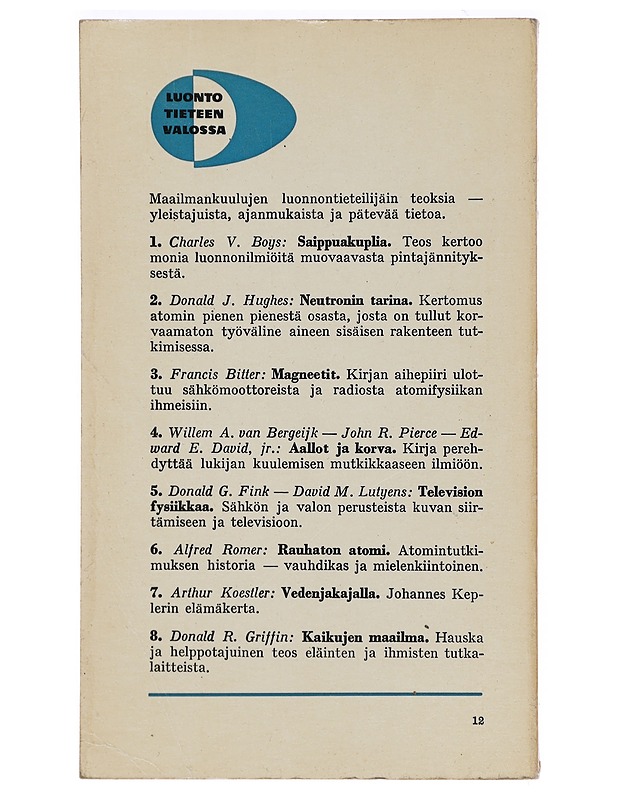 LUONTO
TIETEEN
VALOSSA
Maailmankuulujen luonnontieteilijäin teoksia —
yleistajuista, ajanmukaista ja pätevää tietoa.
1. Charles V. Boys: Saippuakuplia. Teos kertoo
monia luonnonilmiöitä muovaavasta pintajännityk-
sestä.
2. Donald J. Hughes: Neutronin tarina. Kertomus
atomin pienen pienestä osasta, josta on tullut kor-
vaamaton työväline aineen sisäisen rakenteen tut-
kimisessa.
3. Francis Bitter: Magneetit. Kirjan aihepiiri ulot-
tuu sähkömoottoreista ja radiosta atomifysiikan
ihmeisiin.
4. Willem A. van Bergeijk — John R. Pierce — Ed-
ward E. David, jr.: Aallot ja korva. Kirja pereh-
dyttää lukijan kuulemisen mutkikkaaseen ilmiöön.
5. Donald G. Fink — David M. Lutyens: Television
fysiikkaa. Sähkön ja valon perusteista kuvan siir-
tämiseen ja televisioon.
6. Alfred Romer: Rauhaton atomi. Atomintutki-
muksen historia — vauhdikas ja mielenkiintoinen.
7. Arthur Koestler: Vedenjakajalla. Johannes Kep-
lerin elämäkerta.
8. Donald R. Griffin: Kaikujen maailma. Hauska
ja helppotajuinen teos eläinten ja ihmisten tutka-
laitteista.
12